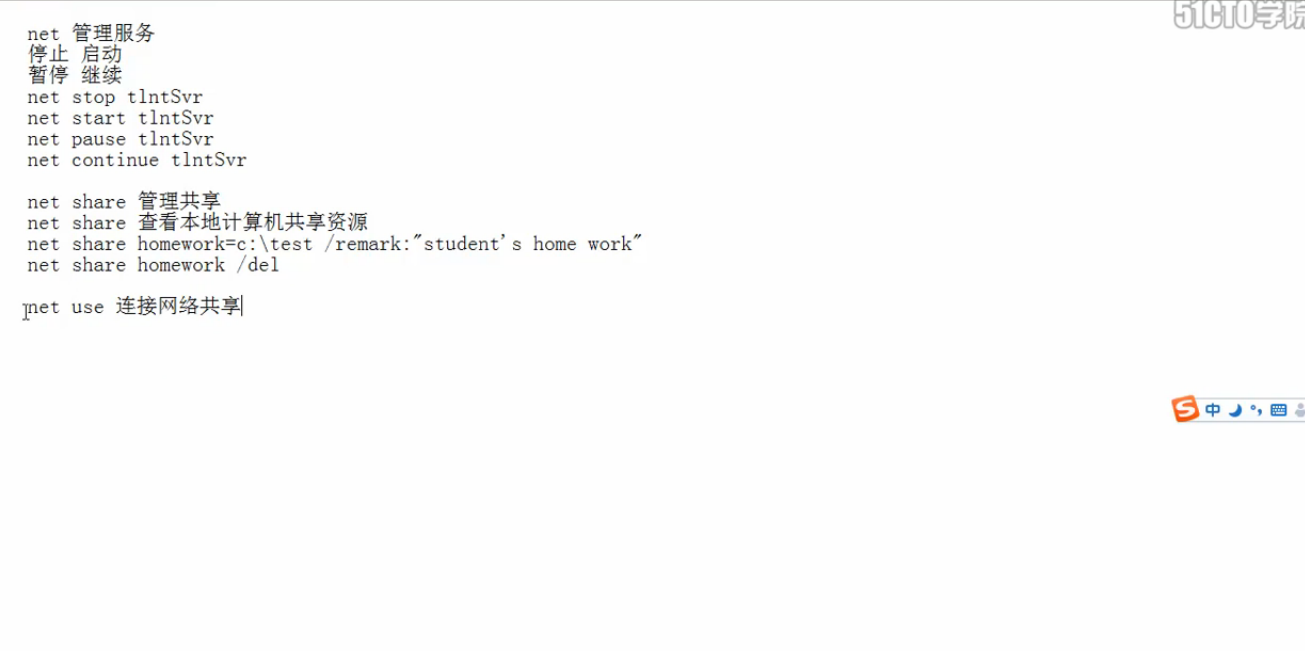 51CTO学院
net 管理服务
停止 启动
暂停 继续
net stop tlntSvr
net start tlntSvr
net pause tlntSvr
net continue tlntSvr
net share 管理共享
net share 查看本地计算机共享资源
net share homework=c:\test /remark:"student's home work"
net share homework /del
net use 连接网络共享
中